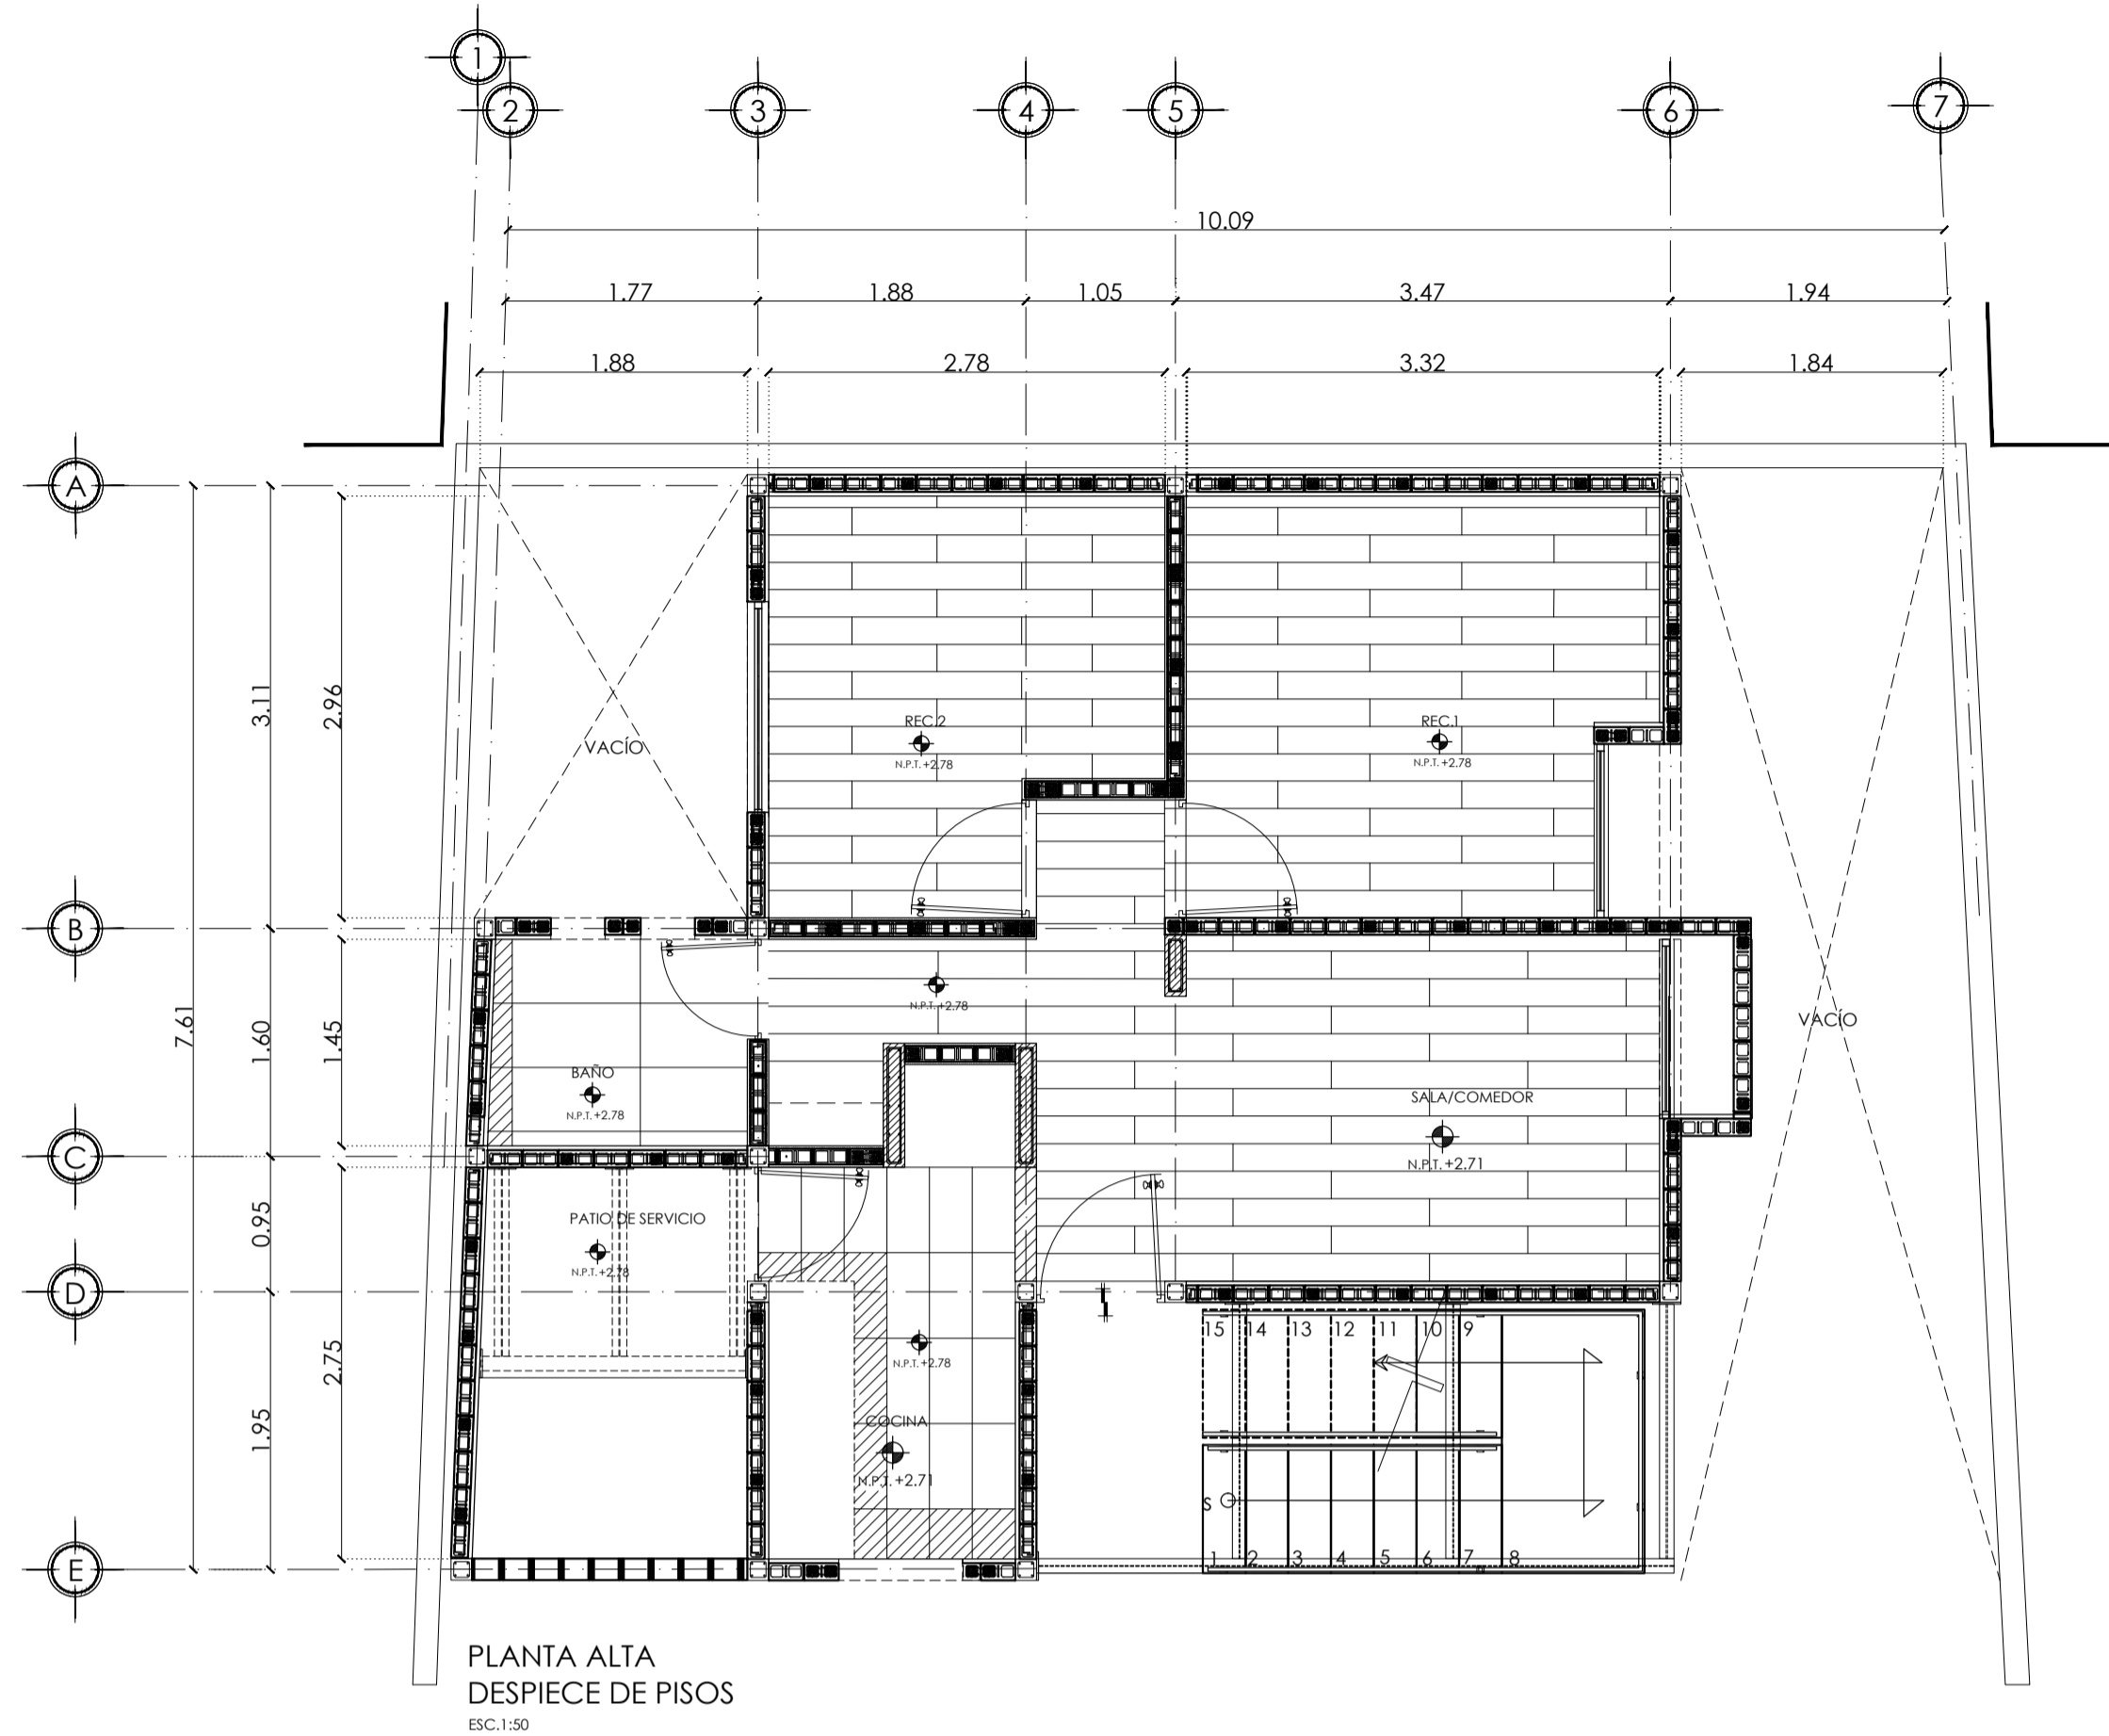 1
2
3
4
5
6
7
10.09
1.77
1.88
1.05
3.47
1.94
1.88
2.78
3.32
1.84
A
B
C
D
E
7.61
3.11
1.60
0.95
1.95
2.96
1.45
2.75
VACÍO
REC.2
N.P.T. +2.78
REC.1
N.P.T. +2.78
N.P.T. +2.78
VACÍO
BAÑO
N.P.T. +2.78
SALA/COMEDOR
N.P.T. +2.71
PATIO DE SERVICIO
N.P.T. +2.78
N.P.T. +2.78
COCINA
N.P.T. +2.71
15 14 13 12 11 10 9
S
1 2 3 4 5 6 7 8
PLANTA ALTA
DESPIECE DE PISOS
ESC.1:50